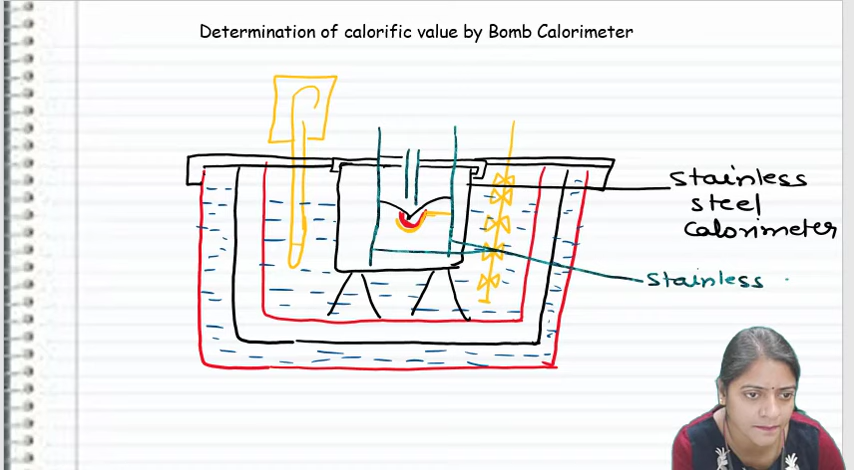 Determination of calorific value by Bomb Calorimeter
Stainless
steel
Calorimeter
Stainless